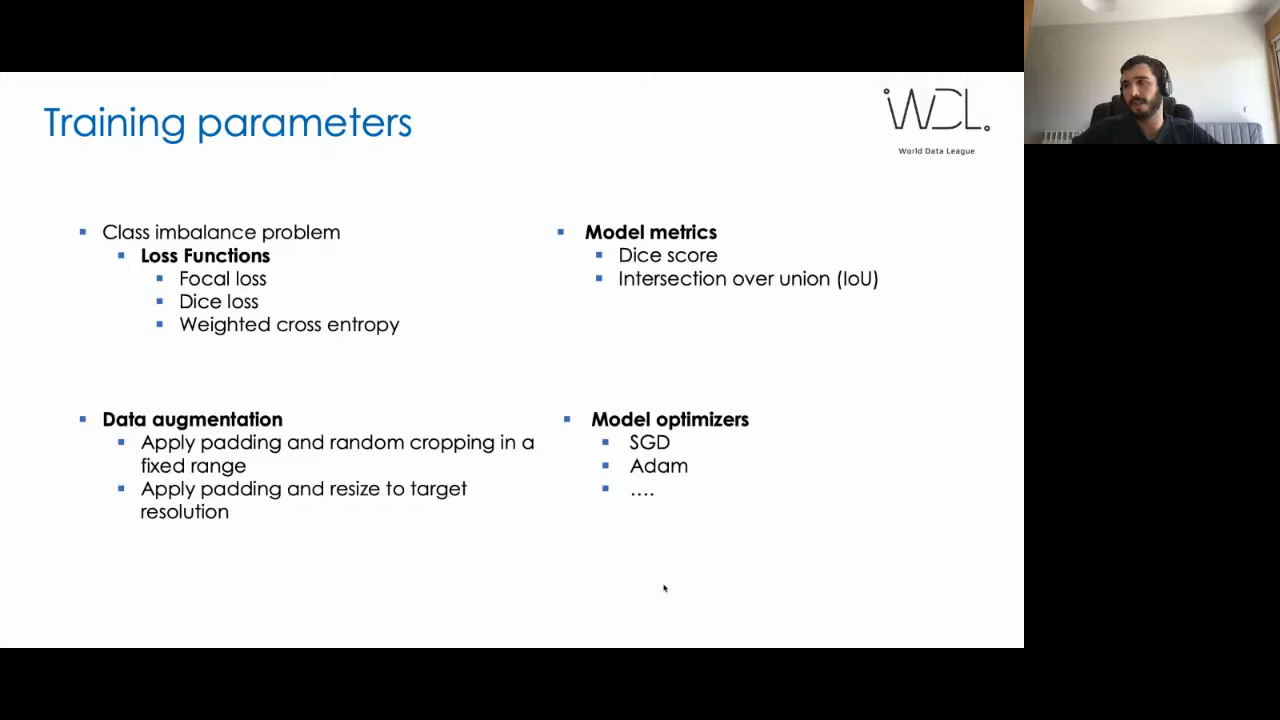 Training parameters
WDL.
World Data League
Class imbalance problem
Loss Functions
Focal loss
Dice loss
Weighted cross entropy
Model metrics
Dice score
Intersection over union (IoU)
Data augmentation
Apply padding and random cropping in a
fixed range
Apply padding and resize to target
resolution
Model optimizers
SGD
Adam
....